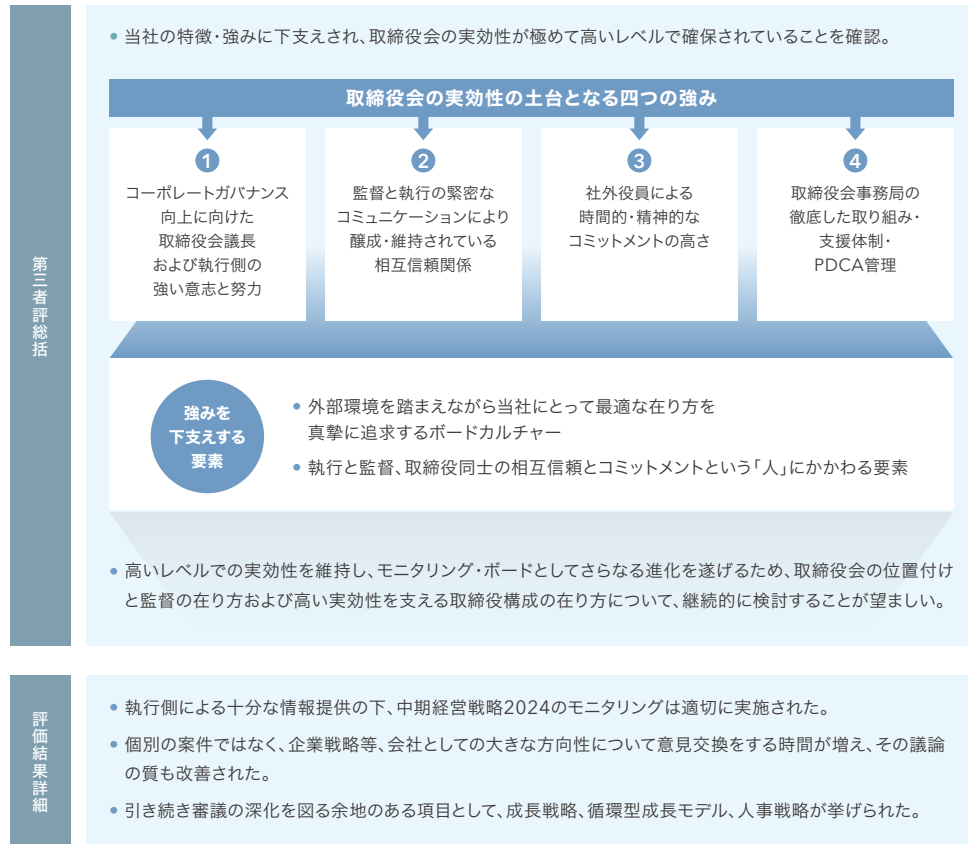 第三者評総括
• 当社の特徴・強みに下支えされ、取締役会の実効性が極めて高いレベルで確保されていることを確認。
取締役会の実効性の土台となる四つの強み
1
コーポレートガバナンス
向上に向けた
取締役会議長
および執行側の
強い意志と努力
2
監督と執行の緊密な
コミュニケーションにより
醸成・維持されている
相互信頼関係
3
社外役員による
時間的・精神的な
コミットメントの高さ
4
取締役会事務局の
徹底した取り組み・
支援体制・
PDCA管理
強みを
下支えする
要素
• 外部環境を踏まえながら当社にとって最適な在り方を
真摯に追求するボードカルチャー
• 執行と監督、取締役同士の相互信頼とコミットメントという「人」にかかわる要素
• 高いレベルでの実効性を維持し、モニタリング・ボードとしてさらなる進化を遂げるため、取締役会の位置付け
と監督の在り方および高い実効性を支える取締役構成の在り方について、継続的に検討することが望ましい。
評価結果詳細
• 執行側による十分な情報提供の下、中期経営戦略2024のモニタリングは適切に実施された。
• 個別の案件ではなく、企業戦略等、会社としての大きな方向性について意見交換をする時間が増え、その議論
の質も改善された。
• 引き続き審議の深化を図る余地のある項目として、成長戦略、循環型成長モデル、人事戦略が挙げられた。